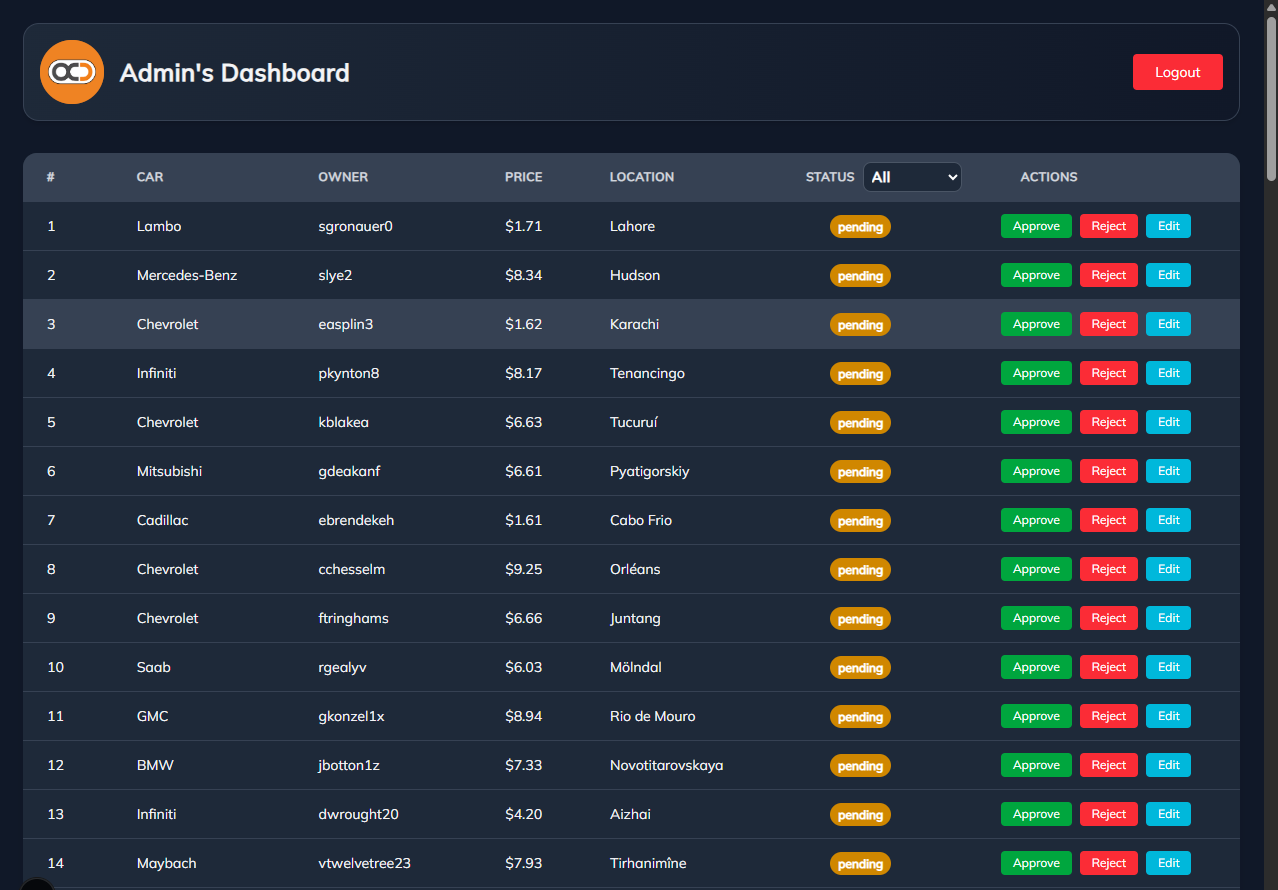 OCD
Admin's Dashboard
Logout
# CAR OWNER PRICE LOCATION STATUS All ACTIONS
1 Lambo sgronauer0 $1.71 Lahore pending Approve Reject Edit
2 Mercedes-Benz slye2 $8.34 Hudson pending Approve Reject Edit
3 Chevrolet easplin3 $1.62 Karachi pending Approve Reject Edit
4 Infiniti pkynton8 $8.17 Tenancingo pending Approve Reject Edit
5 Chevrolet kblakea $6.63 Tucuruí pending Approve Reject Edit
6 Mitsubishi gdeakanf $6.61 Pyatigorskiy pending Approve Reject Edit
7 Cadillac ebrendekeh $1.61 Cabo Frio pending Approve Reject Edit
8 Chevrolet cchesselm $9.25 Orléans pending Approve Reject Edit
9 Chevrolet ftringhams $6.66 Juntang pending Approve Reject Edit
10 Saab rgealyv $6.03 Mölndal pending Approve Reject Edit
11 GMC gkonzel1x $8.94 Rio de Mouro pending Approve Reject Edit
12 BMW jbotton1z $7.33 Novotitarovskaya pending Approve Reject Edit
13 Infiniti dwrought20 $4.20 Aizhai pending Approve Reject Edit
14 Maybach vtwelvetree23 $7.93 Tirhanimîne pending Approve Reject Edit